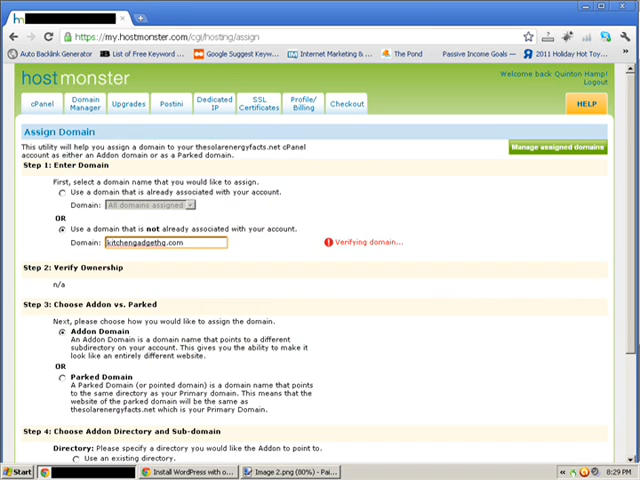 https://my.hostmonster.com/cgi/hosting/assign
Auto Backlink Generator
List of Free Keyword ...
Google Suggest Keyw...
Internet Marketing & ...
The Pond
Passive Income Goals ...
2011 Holiday Hot Toy...
hostmonster
Welcome back Quinton Hamp!
Logout
cPanel
Domain Manager
Upgrades
Postini
Dedicated IP
SSL Certificates
Profile/ Billing
Checkout
HELP
Assign Domain
This utility will help you assign a domain to your thesolarenergyfacts.net cPanel
account as either an Addon domain or as a Parked domain.
Manage assigned domains
Step 1: Enter Domain
First, select a domain name that you would like to assign.
Use a domain that is already associated with your account.
Domain: All domains assigned
OR
Use a domain that is not already associated with your account.
Domain: kitchengadgethq.com
Verifying domain...
Step 2: Verify Ownership
n/a
Step 3: Choose Addon vs. Parked
Next, please choose how you would like to assign the domain.
Addon Domain
An Addon Domain is a domain name that points to a different
subdirectory on your account. This gives you the ability to make it
look like an entirely different website.
OR
Parked Domain
A Parked Domain (or pointed domain) is a domain name that points
to the same directory as your Primary domain. This means that the
website of the parked domain will be the same as
thesolarenergyfacts.net which is your Primary Domain.
Step 4: Choose Addon Directory and Sub-domain
Directory: Please specify a directory you would like the Addon to point to.
Use an existing directory.
Start
Install WordPress with o...
Image 2.png (80%) - Pai...
8:29 PM